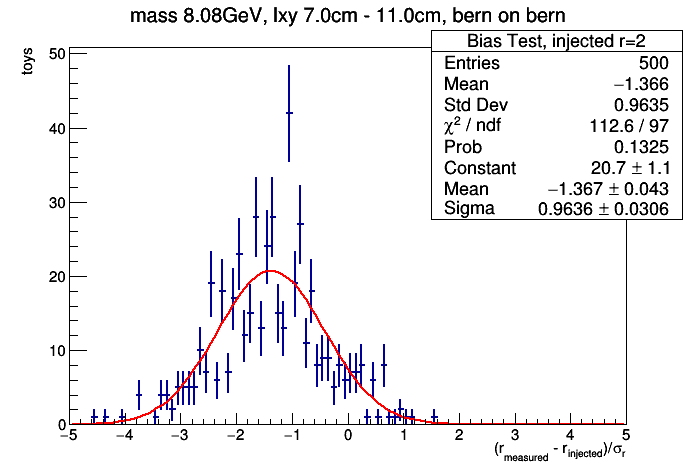 mass 8.08GeV, lxy 7.0cm - 11.0cm, bern on bern
toys
Bias Test, injected r=2
Entries 500
Mean −1.366
Std Dev 0.9635
χ² / ndf 112.6 / 97
Prob 0.1325
Constant 20.7 ± 1.1
Mean −1.367 ± 0.043
Sigma 0.9636 ± 0.0306
50
40
30
20
10
0
−5 −4 −3 −2 −1 0 1 2 3 4 5
(r_measured - r_injected)/σ_r